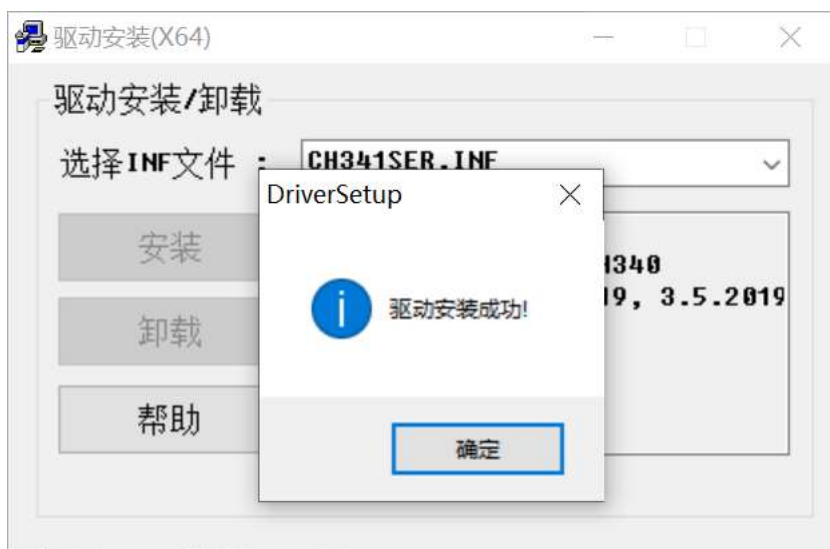 驱动安装(X64)
驱动安装/卸载
选择INF文件 :
CH341SER.INF
DriverSetup
安装
卸载
帮助
驱动安装成功!
确定
H340
19, 3.5.2019